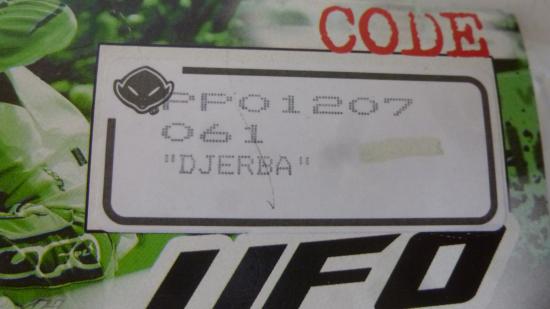 CODE
PP01207
061
"DJERBA"
UFO